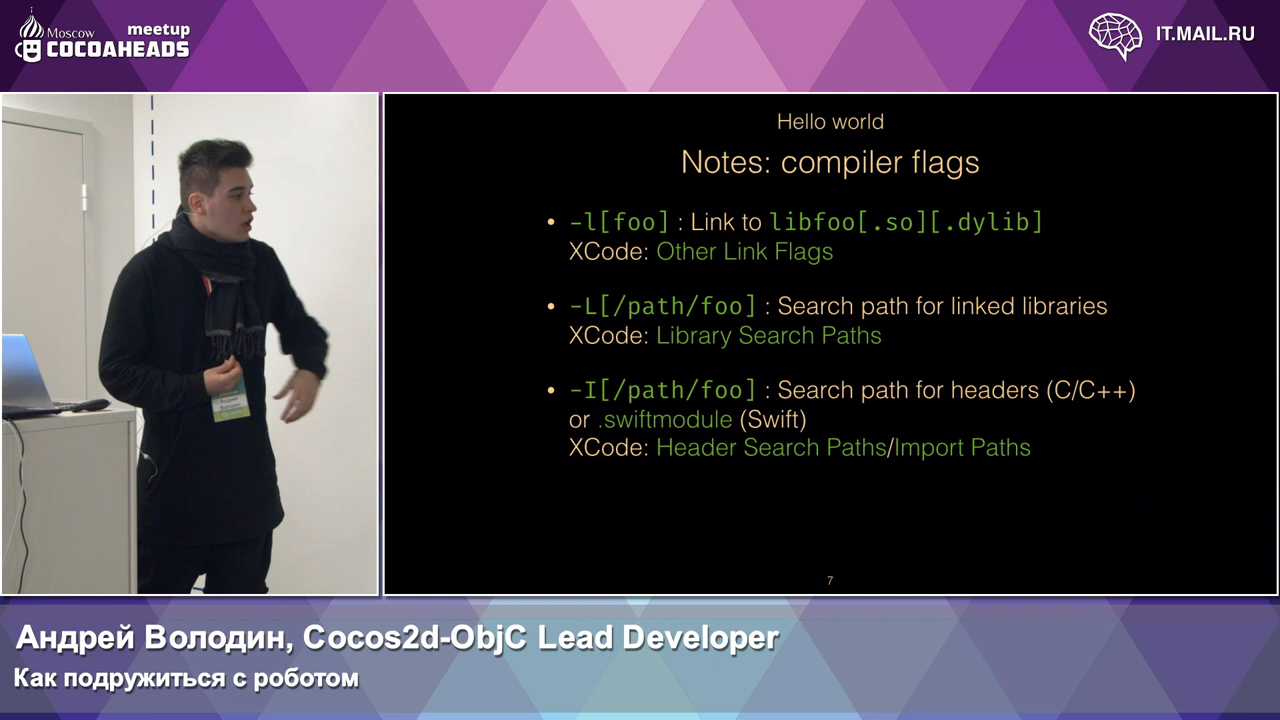 Moscow meetup
COCOAHEADS
IT.MAIL.RU
Hello world
Notes: compiler flags
• -l[foo] : Link to libfoo[.so][.dylib]
XCode: Other Link Flags
• -L[/path/foo] : Search path for linked libraries
XCode: Library Search Paths
• -I[/path/foo] : Search path for headers (C/C++)
or .swiftmodule (Swift)
XCode: Header Search Paths/Import Paths
7
Андрей
Володин
Андрей Володин, Cocos2d-ObjC Lead Developer
Как подружиться с роботом